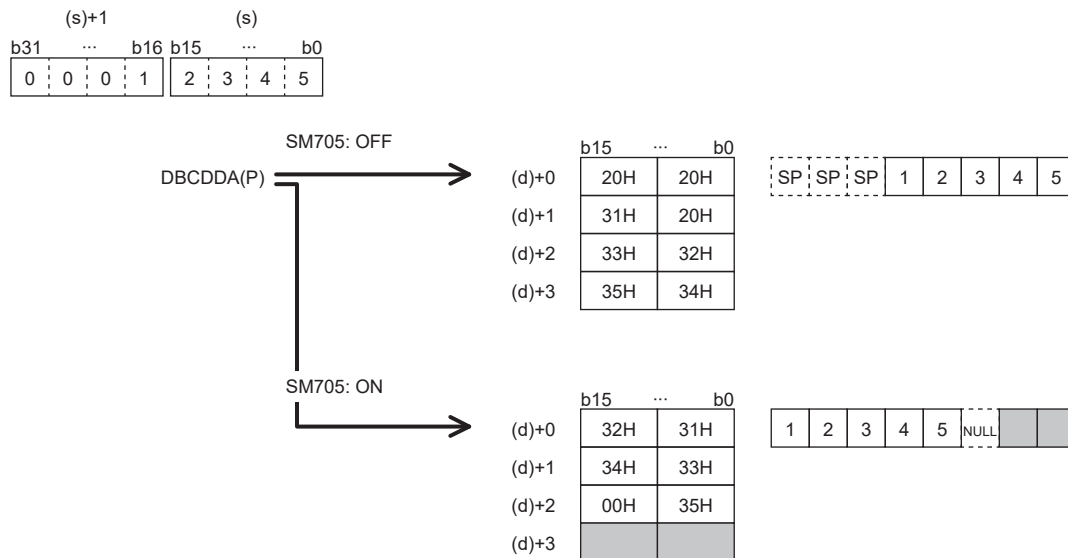 (s)+1 (s)
b31 ... b16 b15 ... b0
0 0 0 1 2 3 4 5
SM705: OFF
DBCDDA(P)
b15 ... b0
(d)+0 20H 20H
(d)+1 31H 20H
(d)+2 33H 32H
(d)+3 35H 34H
SP SP SP 1 2 3 4 5
SM705: ON
b15 ... b0
(d)+0 32H 31H
(d)+1 34H 33H
(d)+2 00H 35H
(d)+3
1 2 3 4 5 NULL